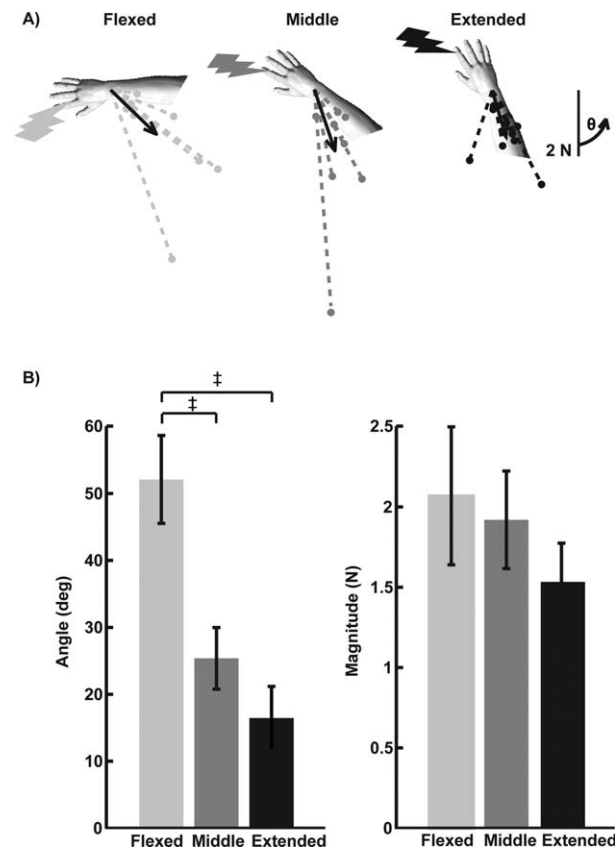 A)
Flexed Middle Extended
θ
2 N
B)
‡
‡
60
50
40
30
20
10
0
Angle (deg)
Flexed Middle Extended
2.5
2
1.5
1
0.5
0
Magnitude (N)
Flexed Middle Extended